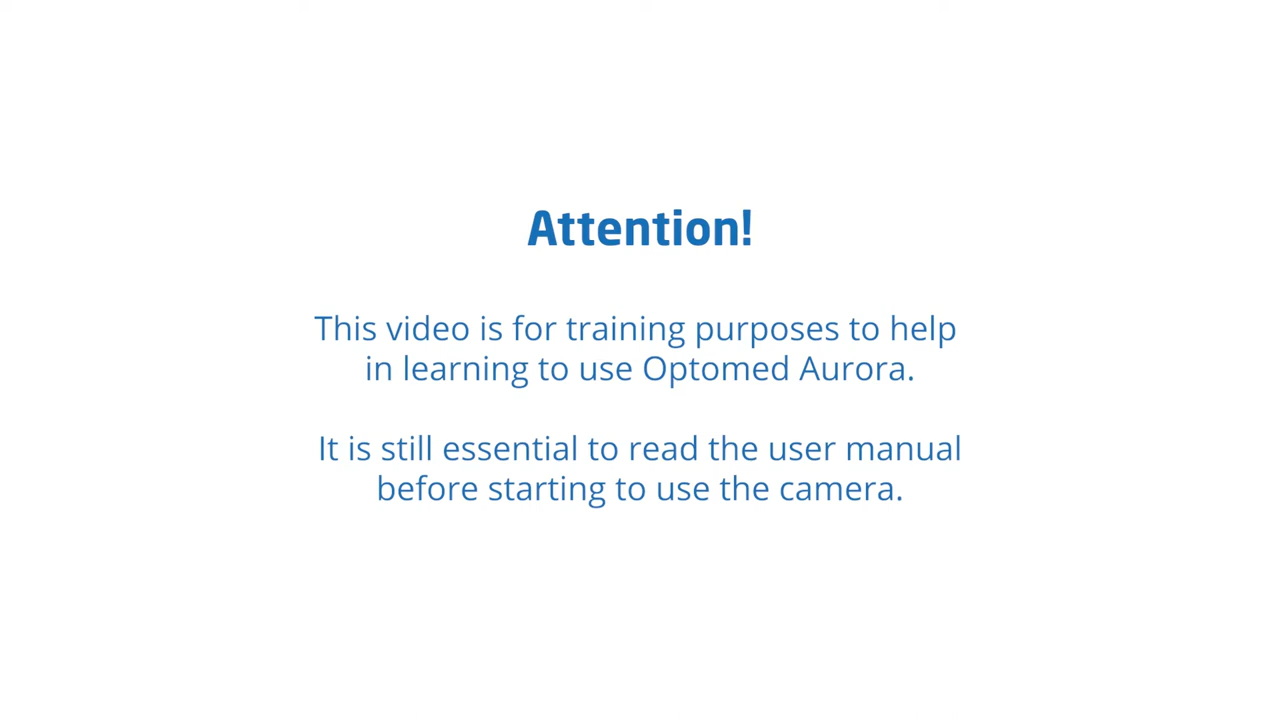 Attention!
This video is for training purposes to help
in learning to use Optomed Aurora.
It is still essential to read the user manual
before starting to use the camera.